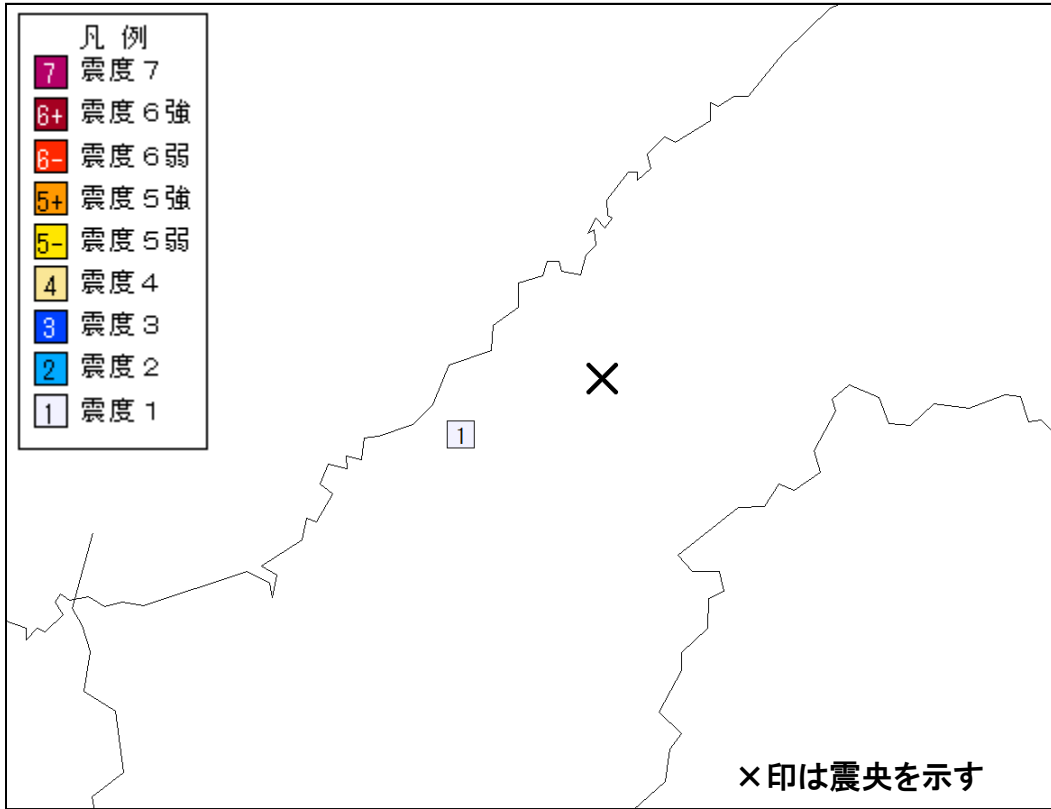 凡 例
7 震度７
6+ 震度６強
6- 震度６弱
5+ 震度５強
5- 震度５弱
4 震度４
3 震度３
2 震度２
1 震度１
1
×印は震央を示す